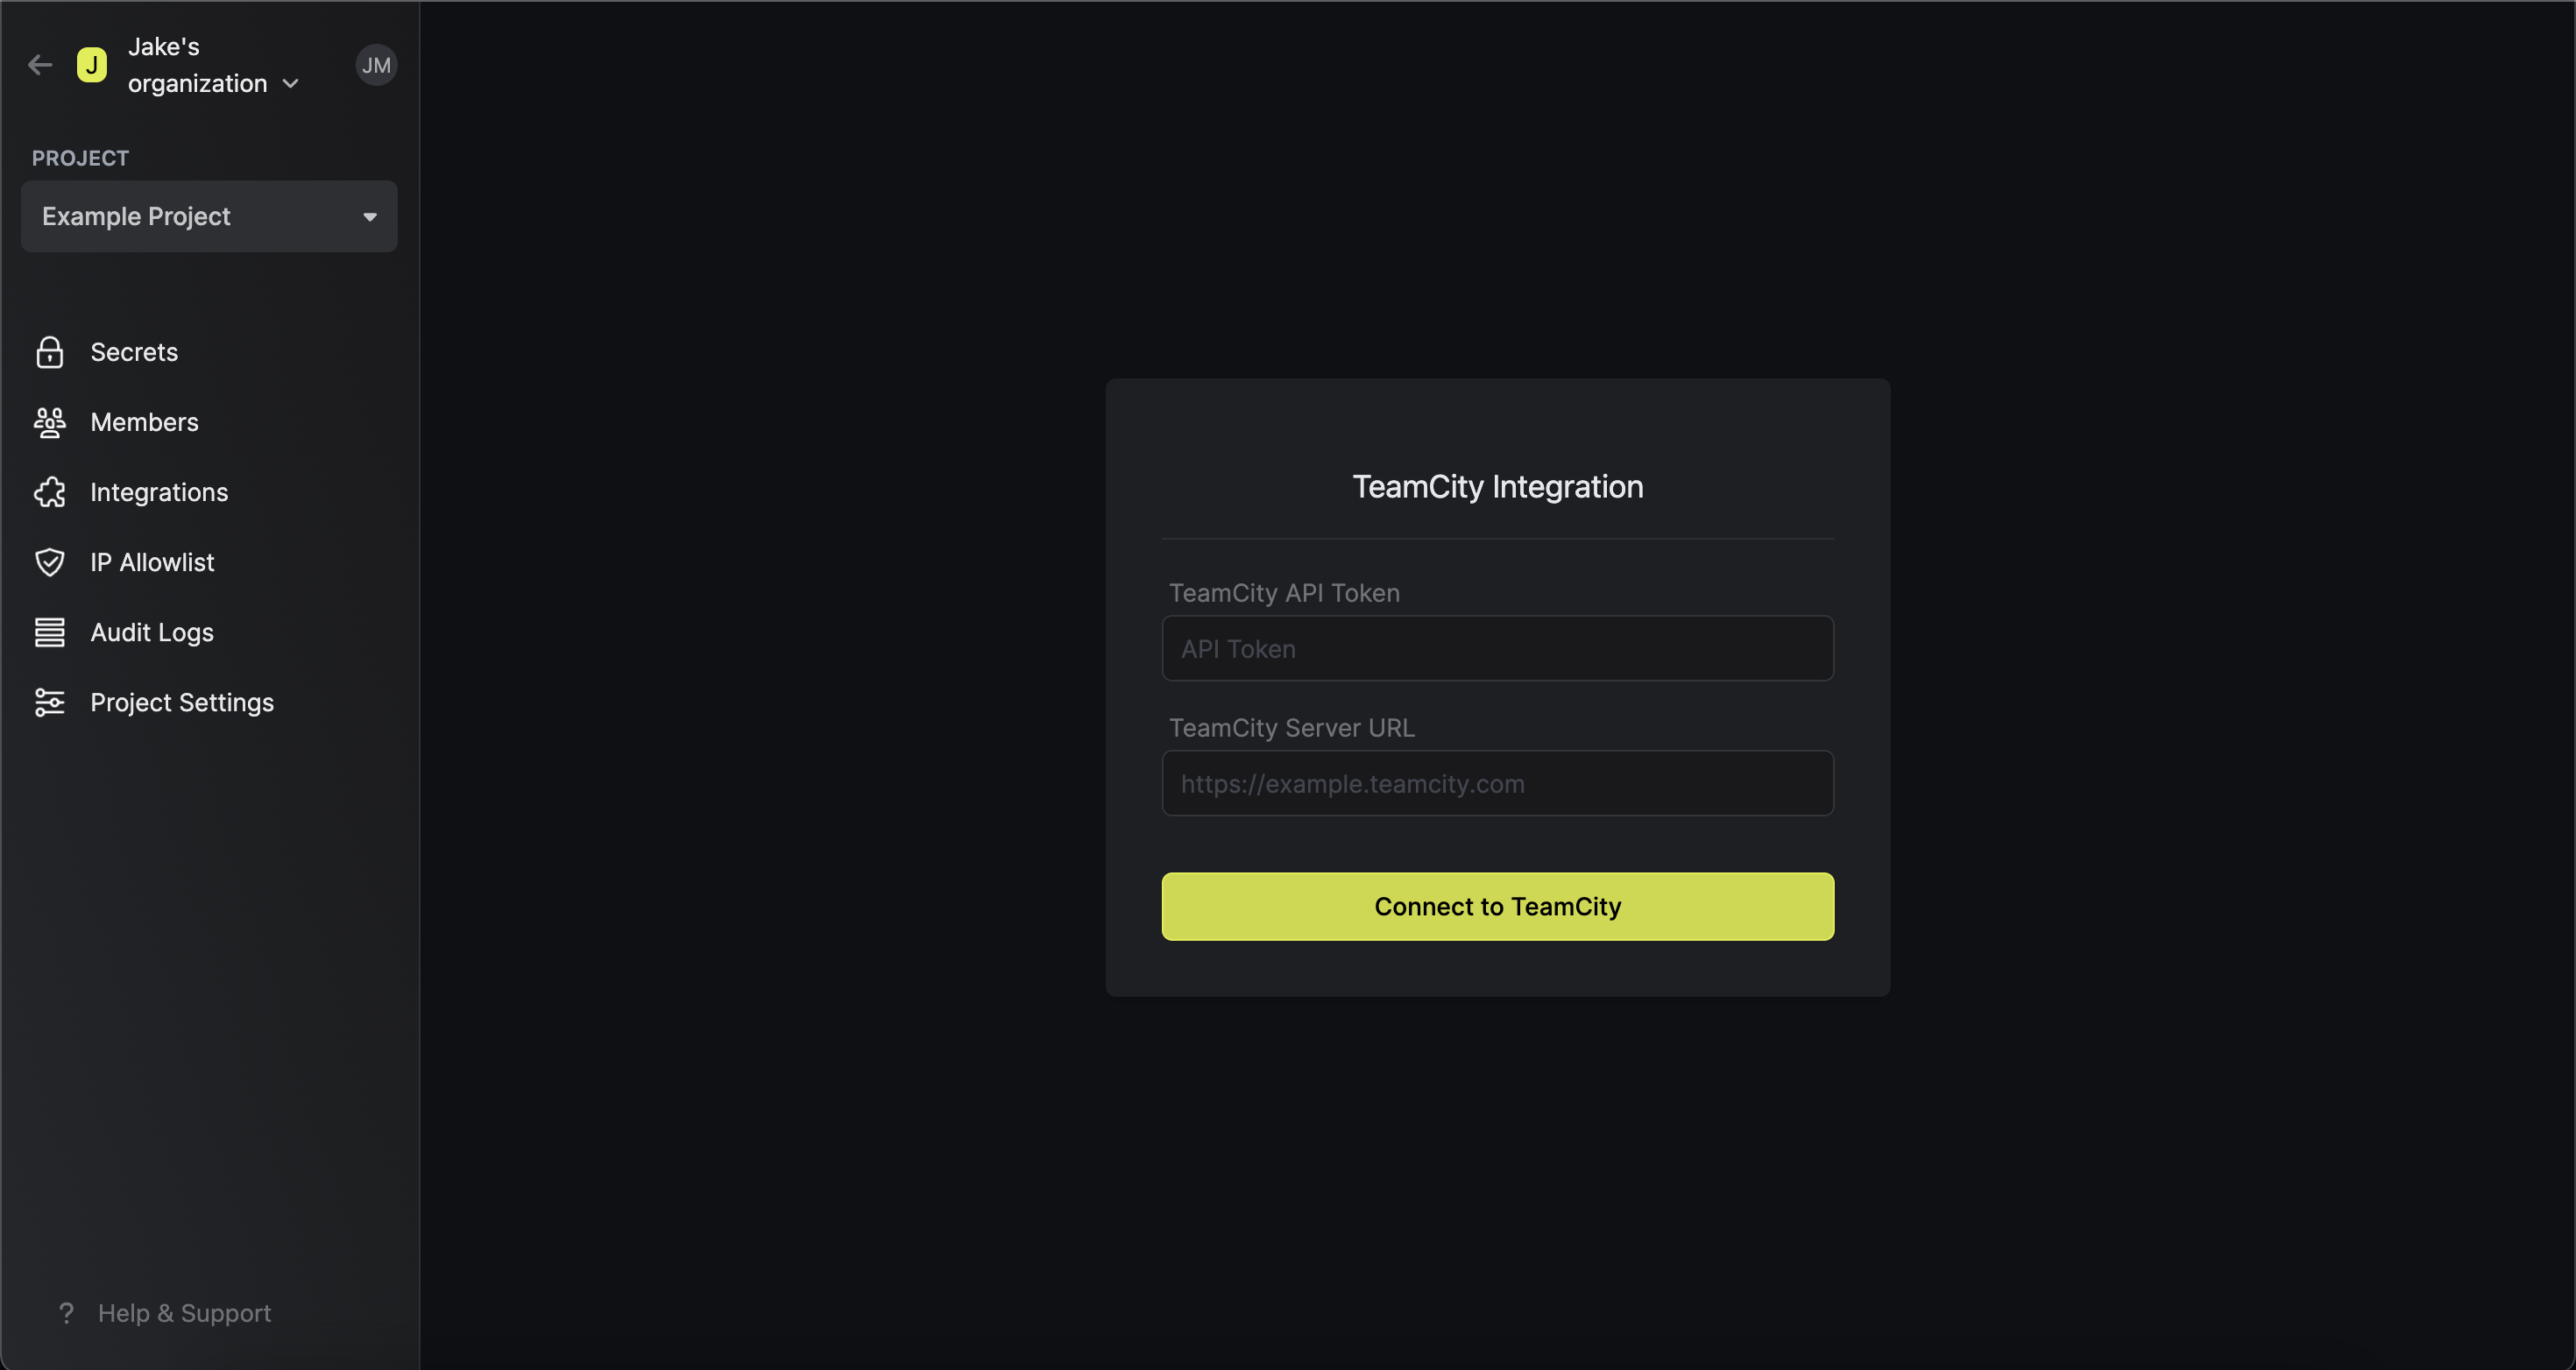 J
Jake's
organization
JM
PROJECT
Example Project
Secrets
Members
Integrations
IP Allowlist
Audit Logs
Project Settings
? Help & Support
TeamCity Integration
TeamCity API Token
API Token
TeamCity Server URL
https://example.teamcity.com
Connect to TeamCity